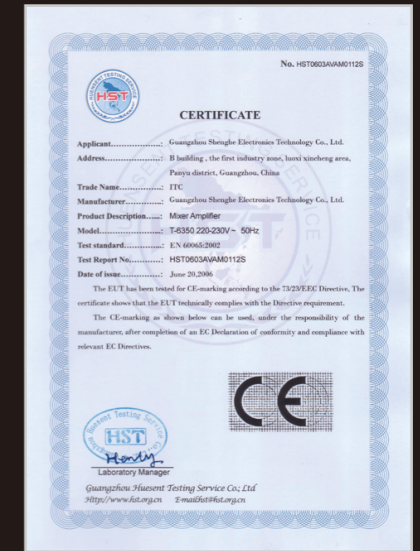 No. HST0603AVAM0112S
HUESENT TESTING SERVICE
HST
CERTIFICATE
Applicant....................: Guangzhou Shenghe Electronics Technology Co., Ltd.
Address......................: B building , the first industry zone, luoxi xincheng area,
Panyu district, Guangzhou, China
Trade Name................: ITC
Manufacturer..............: Guangzhou Shenghe Electronics Technology Co., Ltd.
Product Description......: Mixer Amplifier
Model........................: T-6350 220-230V~ 50Hz
Test standard..............: EN 60065:2002
Test Report No...........: HST0603AVAM0112S
Date of issue...............: June 20,2006
The EUT has been tested for CE-marking according to the 73/23/EEC Directive, The
certificate shows that the EUT technically complies with the Directive requirement.
The CE-marking as shown below can be used, under the responsibility of the
manufacturer, after completion of an EC Declaration of conformity and compliance with
relevant EC Directives.
CE
Huesent Testing Service Co.
HST
Laboratory Manager
Guangzhou Huesent Testing Service Co.; Ltd
Http://www.hst.org.cn E-mail:hst@hst.org.cn